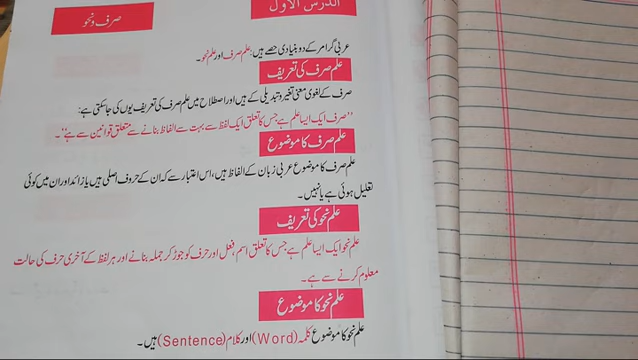 الدرس الاول
صرف ونحو
عربی گرامر کے دو بنیادی حصے ہیں: علم صرف اور علم نحو۔
علم صرف کی تعریف
صرف کے لغوی معنی تغیر و تبدیلی کے ہیں اور اصطلاح میں علم صرف کی تعریف یوں کی جاسکتی ہے:
"صرف ایک ایسا علم ہے جس کا تعلق ایک لفظ سے بہت سے الفاظ بنانے سے متعلق قوانین سے ہے"۔
علم صرف کا موضوع
علم صرف کا موضوع عربی زبان کے الفاظ ہیں، اس اعتبار سے کہ ان کے حروف اصلی ہیں یا زائد اور ان میں کوئی
تعلیل ہوئی ہے یا نہیں۔
علم نحو کی تعریف
علم نحو ایک ایسا علم ہے جس کا تعلق اسم، فعل اور حرف کو جوڑ کر جملہ بنانے اور ہر لفظ کے آخری حرف کی حالت
معلوم کرنے سے ہے۔
علم نحو کا موضوع
علم نحو کا موضوع کلمہ (Word) اور کلام (Sentence) ہیں۔